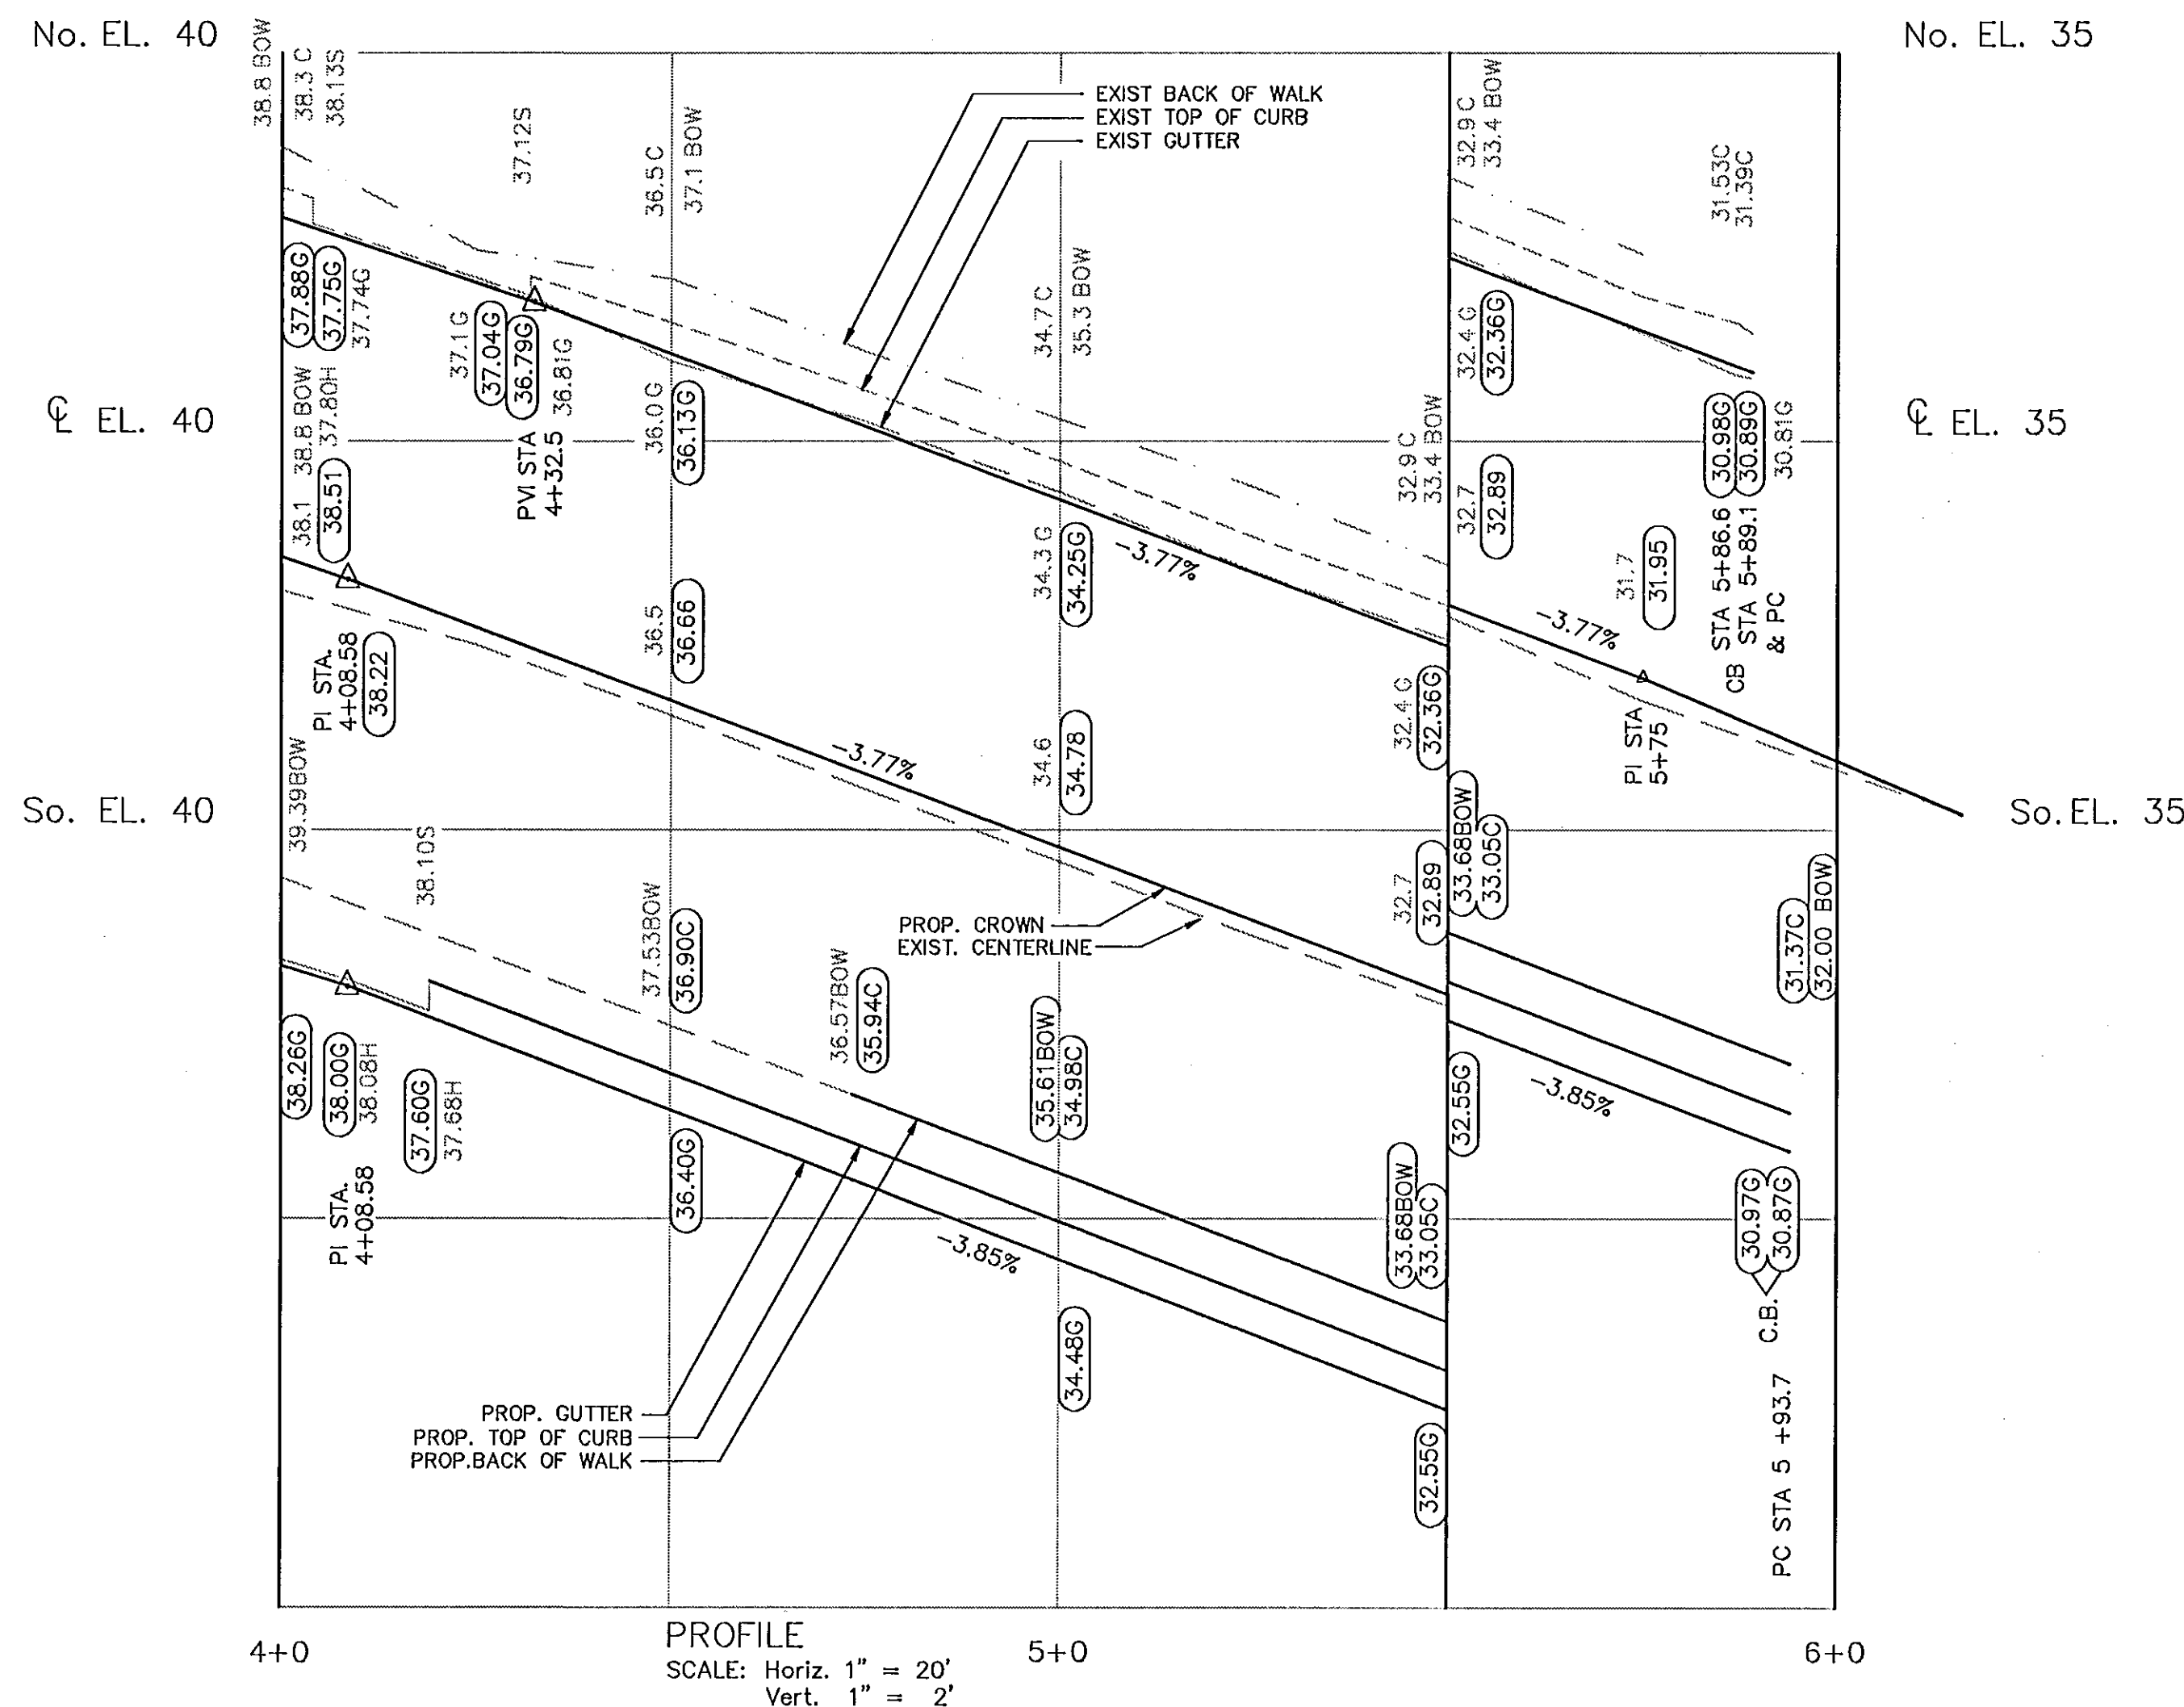 No. EL. 40
No. EL. 35
38.8 BOW
38.3 C
38.13S
37.12S
36.5 C
37.1 BOW
EXIST BACK OF WALK
EXIST TOP OF CURB
EXIST GUTTER
32.9 C
33.4 BOW
31.53C
31.39C
37.88G
37.75G
37.74G
37.1G
37.04G
36.79G
36.81G
34.7 C
35.3 BOW
32.4 G
32.36G
℄ EL. 40
℄ EL. 35
38.1 38.8 BOW
38.51
37.80H
PVI STA
4+32.5
36.0 G
36.13G
32.9 C
33.4 BOW
32.7
32.89
30.98G
30.89G
30.81G
34.3 G
34.25G
-3.77%
31.7
31.95
CB STA 5+86.6
STA 5+89.1
& PC
PI STA.
4+08.58
38.22
36.5
36.66
-3.77%
32.4 G
32.36G
PI STA
5+75
34.6
34.78
-3.77%
So. EL. 40
So. EL. 35
39.39BOW
38.10S
33.68BOW
33.05C
32.7
32.89
31.37C
32.00 BOW
37.53BOW
36.90C
PROP. CROWN
EXIST. CENTERLINE
36.57BOW
35.94C
35.61BOW
34.98C
38.26G
38.00G
38.08H
37.60G
37.68H
32.55G
-3.85%
PI STA.
4+08.58
36.40G
-3.85%
33.68BOW
33.05C
30.97G
30.87G
C.B.
34.48G
PROP. GUTTER
PROP. TOP OF CURB
PROP.BACK OF WALK
32.55G
PC STA 5 +93.7
4+0
PROFILE
5+0
6+0
SCALE: Horiz. 1" = 20'
Vert. 1" = 2'